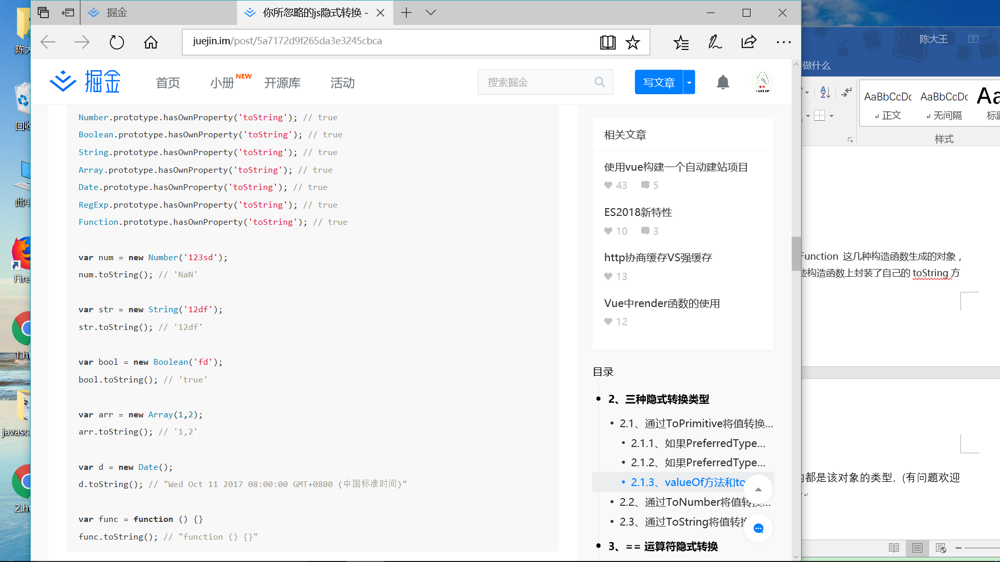 掘金
你所忽略的js隐式转换 -
juejin.im/post/5a7172d9f265da3e3245cbca
掘金
首页
小册
NEW
开源库
活动
搜索掘金
写文章
Number.prototype.hasOwnProperty('toString'); // true
Boolean.prototype.hasOwnProperty('toString'); // true
String.prototype.hasOwnProperty('toString'); // true
Array.prototype.hasOwnProperty('toString'); // true
Date.prototype.hasOwnProperty('toString'); // true
RegExp.prototype.hasOwnProperty('toString'); // true
Function.prototype.hasOwnProperty('toString'); // true
var num = new Number('123sd');
num.toString(); // 'NaN'
var str = new String('12df');
str.toString(); // '12df'
var bool = new Boolean('fd');
bool.toString(); // 'true'
var arr = new Array(1,2);
arr.toString(); // '1,2'
var d = new Date();
d.toString(); // "Wed Oct 11 2017 08:00:00 GMT+0800 (中国标准时间)"
var func = function () {}
func.toString(); // "function () {}"
相关文章
使用vue构建一个自动建站项目
43 5
ES2018新特性
10 3
http协商缓存VS强缓存
13
Vue中render函数的使用
12
目录
2、三种隐式转换类型
2.1、通过ToPrimitive将值转换...
2.1.1、如果PreferredType...
2.1.2、如果PreferredType...
2.1.3、valueOf方法和to
2.2、通过ToNumber将值转换...
2.3、通过ToString将值转换
3、== 运算符隐式转换
陈大
回收
此电
Fire
1.ht
javasc
2.ht
陈大王
做什么
AaBbCcDc
AaBbCcDc
Aa
正文
无间隔
标题
样式
Function 这几种构造函数生成的对象，
些构造函数上封装了自己的 toString 方
都是该对象的类型，(有问题欢迎